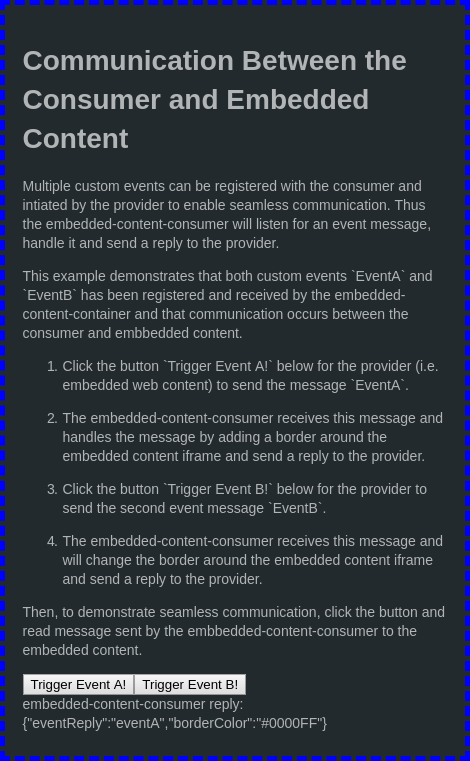 Communication Between the
Consumer and Embedded
Content
Multiple custom events can be registered with the consumer and
intiated by the provider to enable seamless communication. Thus
the embedded-content-consumer will listen for an event message,
handle it and send a reply to the provider.
This example demonstrates that both custom events `EventA` and
`EventB` has been registered and received by the embedded-
content-container and that communication occurs between the
consumer and embbedded content.
1. Click the button `Trigger Event A!` below for the provider (i.e.
embedded web content) to send the message `EventA`.
2. The embedded-content-consumer receives this message and
handles the message by adding a border around the
embedded content iframe and send a reply to the provider.
3. Click the button `Trigger Event B!` below for the provider to
send the second event message `EventB`.
4. The embedded-content-consumer receives this message and
will change the border around the embedded content iframe
and send a reply to the provider.
Then, to demonstrate seamless communication, click the button and
read message sent by the embbedded-content-consumer to the
embedded content.
Trigger Event A! Trigger Event B!
embedded-content-consumer reply:
{"eventReply":"eventA","borderColor":"#0000FF"}